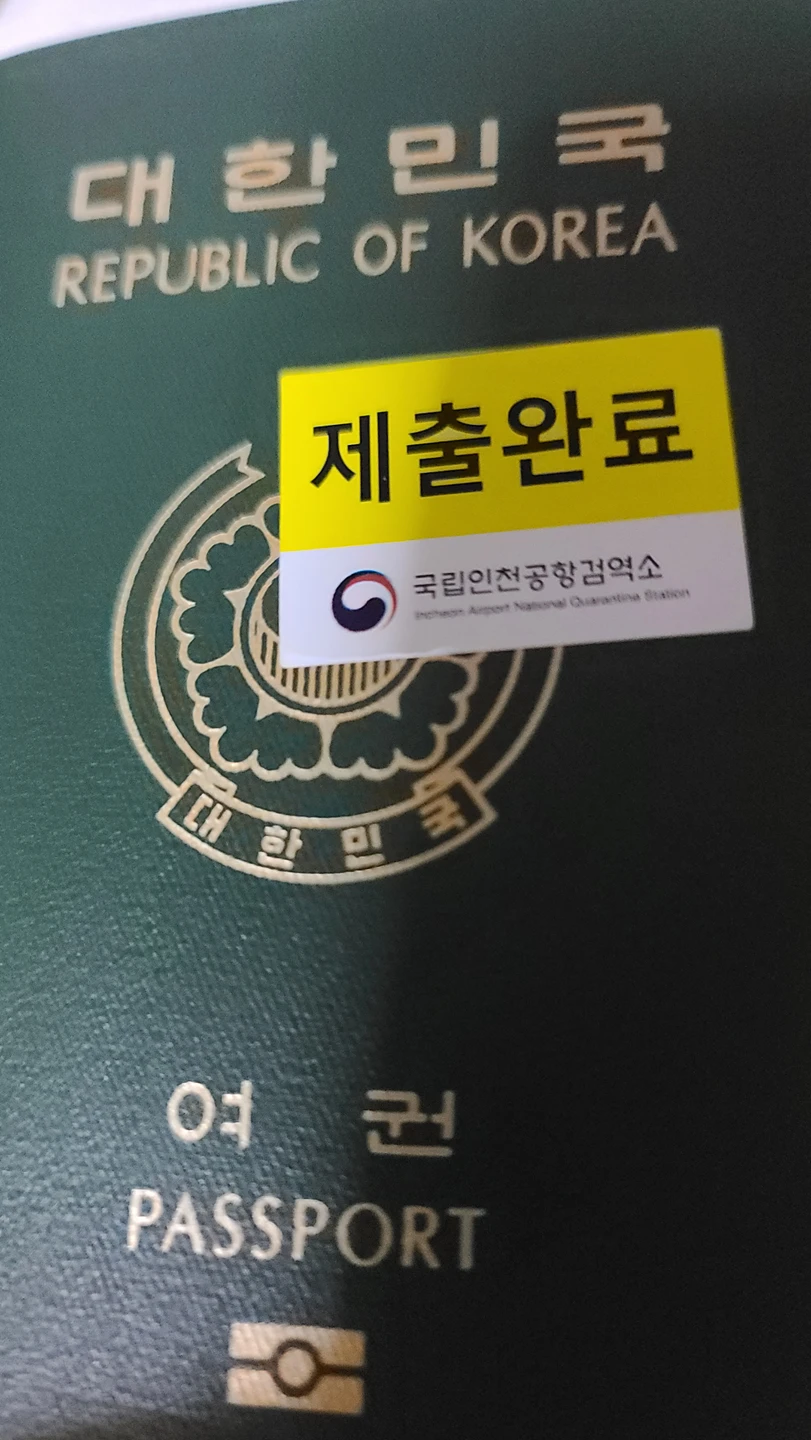 대한민국
REPUBLIC OF KOREA
제출완료
국립인천공항검역소
Incheon Airport National Quarantine Station
대한민국
여권
PASSPORT